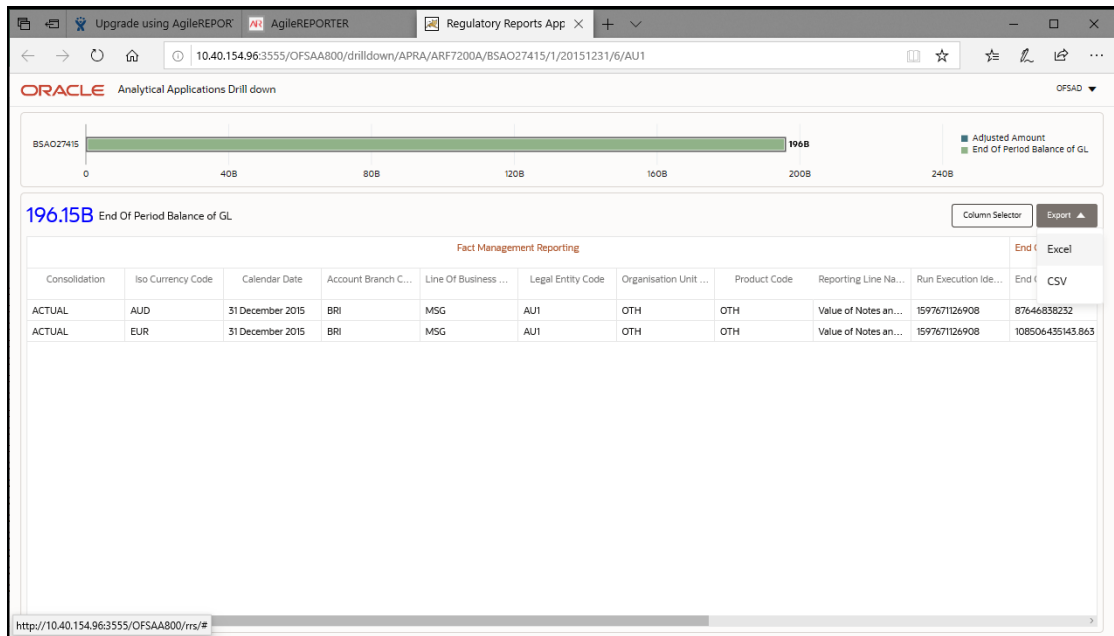 Upgrade using AgileREPOR AR AgileREPORTER Regulatory Reports App
10.40.154.96:3555/OFSAA800/drilldown/APRA/ARF7200A/BSAO27415/1/20151231/6/AU1
ORACLE Analytical Applications Drill down OFSAD
BSAO27415 196B
0 40B 80B 120B 160B 200B 240B
Adjusted Amount
End Of Period Balance of GL
196.15B End Of Period Balance of GL Column Selector Export
Excel
CSV
Fact Management Reporting End
Consolidation Iso Currency Code Calendar Date Account Branch C... Line Of Business ... Legal Entity Code Organisation Unit ... Product Code Reporting Line Na... Run Execution Ide... End
ACTUAL AUD 31 December 2015 BRI MSG AU1 OTH OTH Value of Notes an... 1597671126908 87646838232
ACTUAL EUR 31 December 2015 BRI MSG AU1 OTH OTH Value of Notes an... 1597671126908 108506435143.863
http://10.40.154.96:3555/OFSAA800/rrs/#